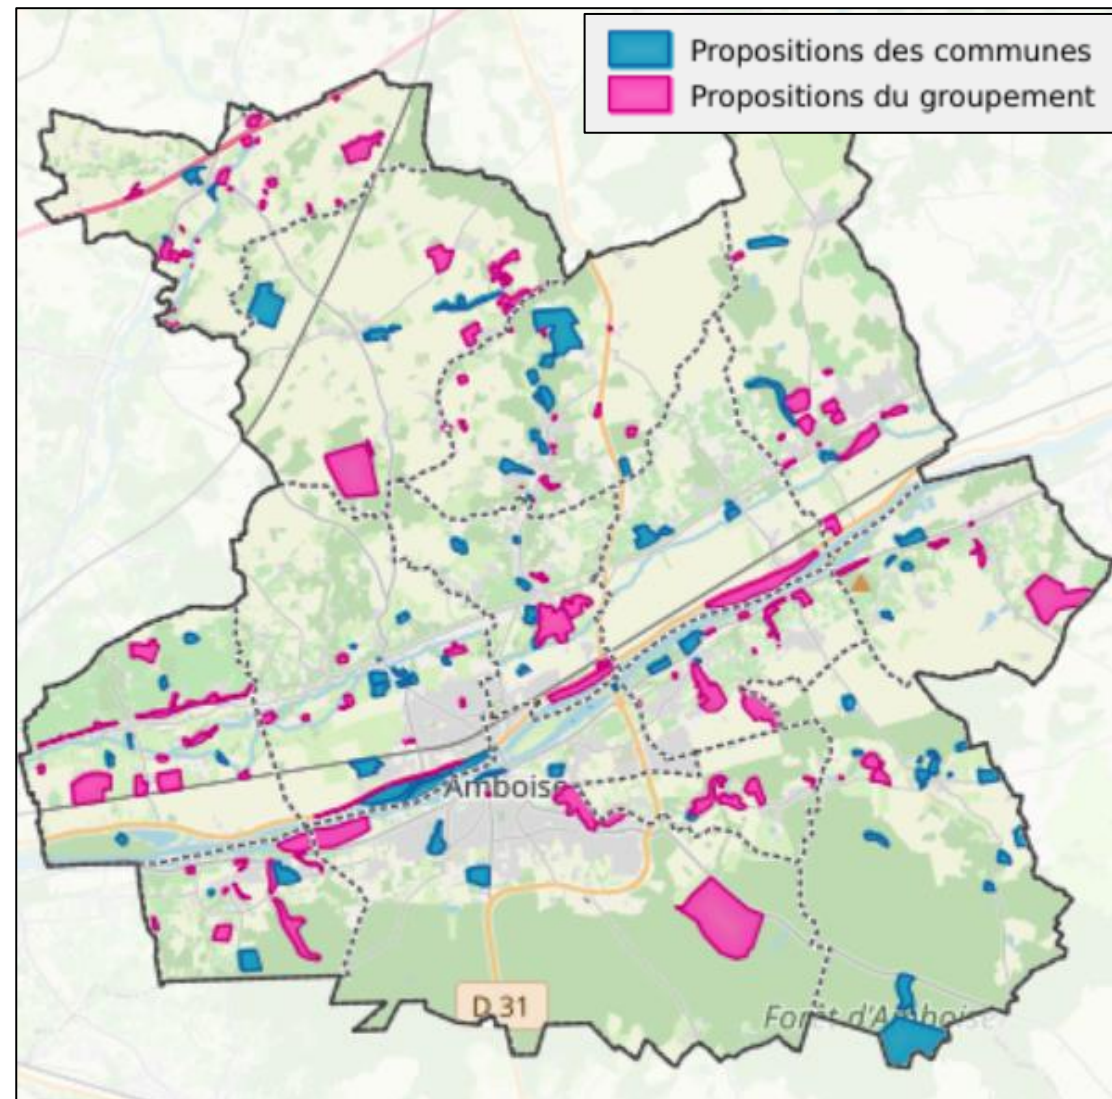 Propositions des communes
Propositions du groupement
Amboise
D 31
Forêt d'Amboise